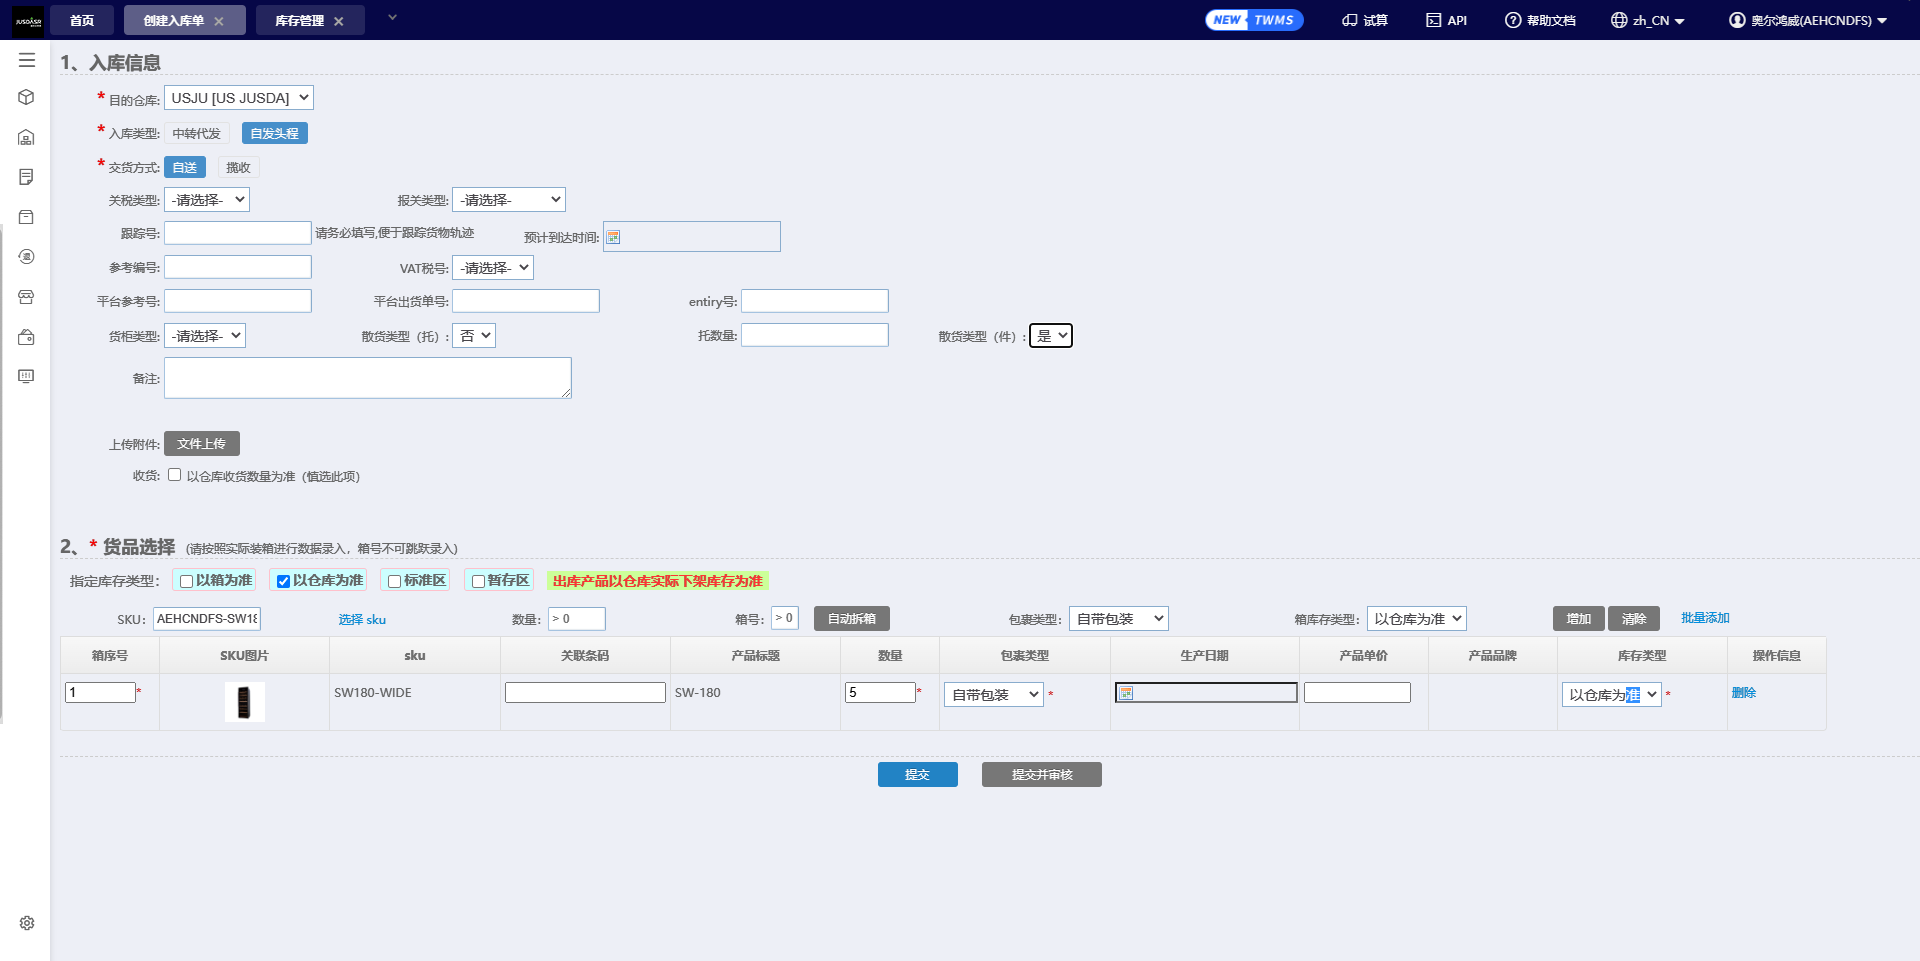 JUSDASR 首页 创建入库单 库存管理 NEW TWMS 试算 API 帮助文档 zh_CN 奥尔鸿威(AEHCNDFS)
1、入库信息
* 目的仓库: USJU [US JUSDA]
* 入库类型: 中转代发 自发头程
* 交货方式: 自送 揽收
关税类型: -请选择- 报关类型: -请选择-
跟踪号: 请务必填写,便于跟踪货物轨迹 预计到达时间:
参考编号: VAT税号: -请选择-
平台参考号: 平台出货单号: entiry号:
货柜类型: -请选择- 散货类型（托）: 否 托数量: 散货类型（件）: 是
备注:
上传附件: 文件上传
收货: 以仓库收货数量为准（慎选此项）
2、* 货品选择 (请按照实际装箱进行数据录入，箱号不可跳跃录入)
指定库存类型: 以箱为准 以仓库为准 标准区 暂存区 出库产品以仓库实际下架库存为准
SKU: AEHCNDFS-SW18 选择 sku 数量: > 0 箱号: > 0 自动拆箱 包裹类型: 自带包装 箱库存类型: 以仓库为准 增加 清除 批量添加
箱序号 SKU图片 sku 关联条码 产品标题 数量 包裹类型 生产日期 产品单价 产品品牌 库存类型 操作信息
1 * SW180-WIDE SW-180 5 * 自带包装 * 以仓库为准 * 删除
提交 提交并审核